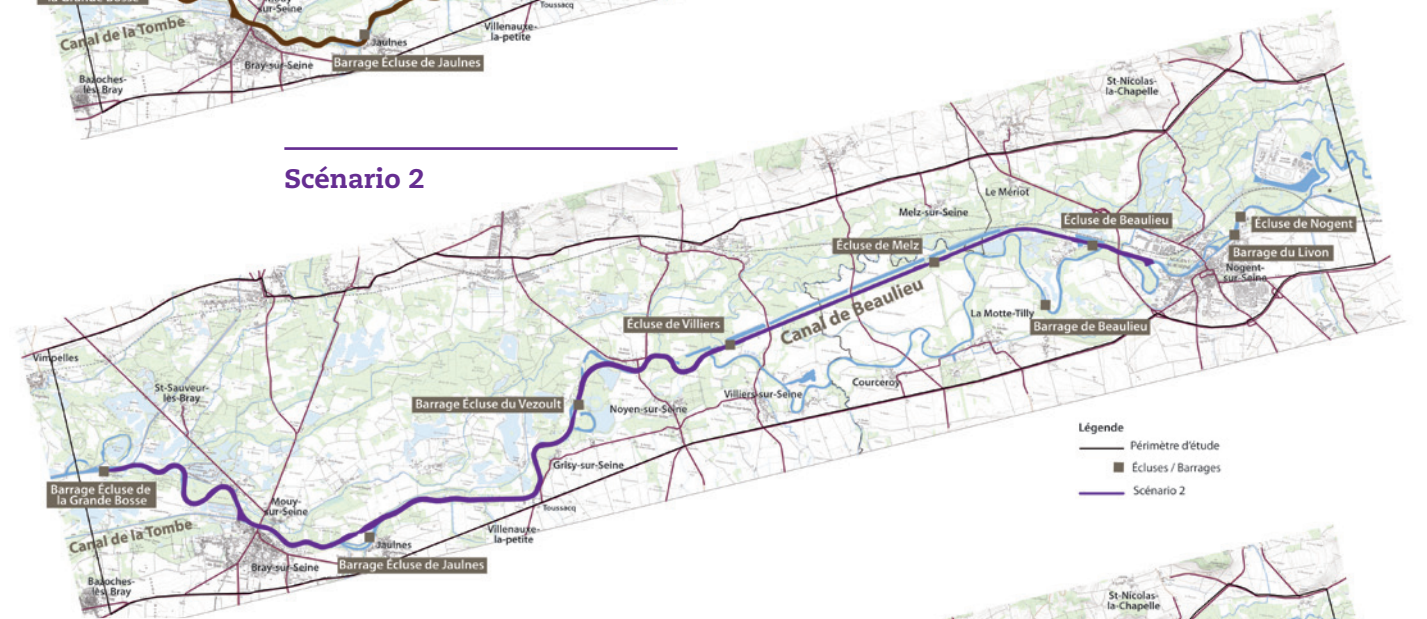 la Grande Bosse
Mouy-
sur-Seine
Toussacq
Canal de la Tombe
Villenauxe-
la-petite
Jaulnes
Bray-sur-Seine
Barrage Écluse de Jaulnes
Bazoches-
lès Bray
Scénario 2
St-Nicolas-
la-Chapelle
Le Mériot
Melz-sur-Seine
Écluse de Beaulieu
Écluse de Nogent
Écluse de Melz
Barrage du Livon
Nogent-
sur-Seine
Canal de Beaulieu
La Motte-Tilly
Barrage de Beaulieu
Écluse de Villiers
Vimpelles
St-Sauveur-
lès-Bray
Courceroy
Villiers-sur-Seine
Barrage Écluse du Vezoult
Noyen-sur-Seine
Légende
Périmètre d'étude
Écluses / Barrages
Scénario 2
Grisy-sur-Seine
Barrage Écluse de
la Grande Bosse
Mouy-
sur-Seine
Toussacq
Canal de la Tombe
Villenauxe-
la-petite
Jaulnes
Bray-sur-Seine
Barrage Écluse de Jaulnes
Bazoches-
lès Bray
St-Nicolas-
la-Chapelle